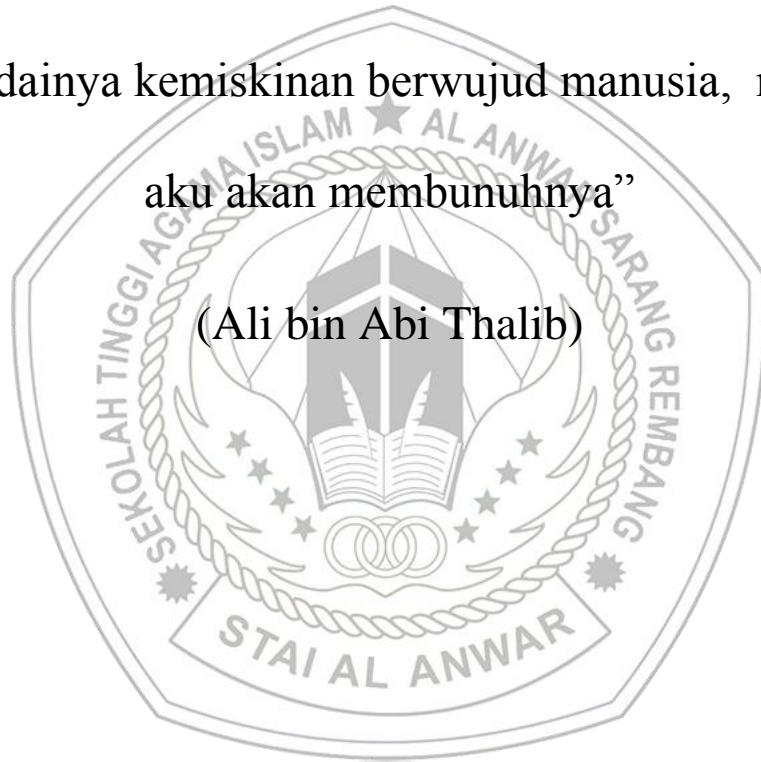 dainya kemiskinan berwujud manusia,
aku akan membunuhnya”
(Ali bin Abi Thalib)
SEKOLAH TINGGI AGAMA ISLAM AL ANWAR SARANG REMBANG
STAI AL ANWAR